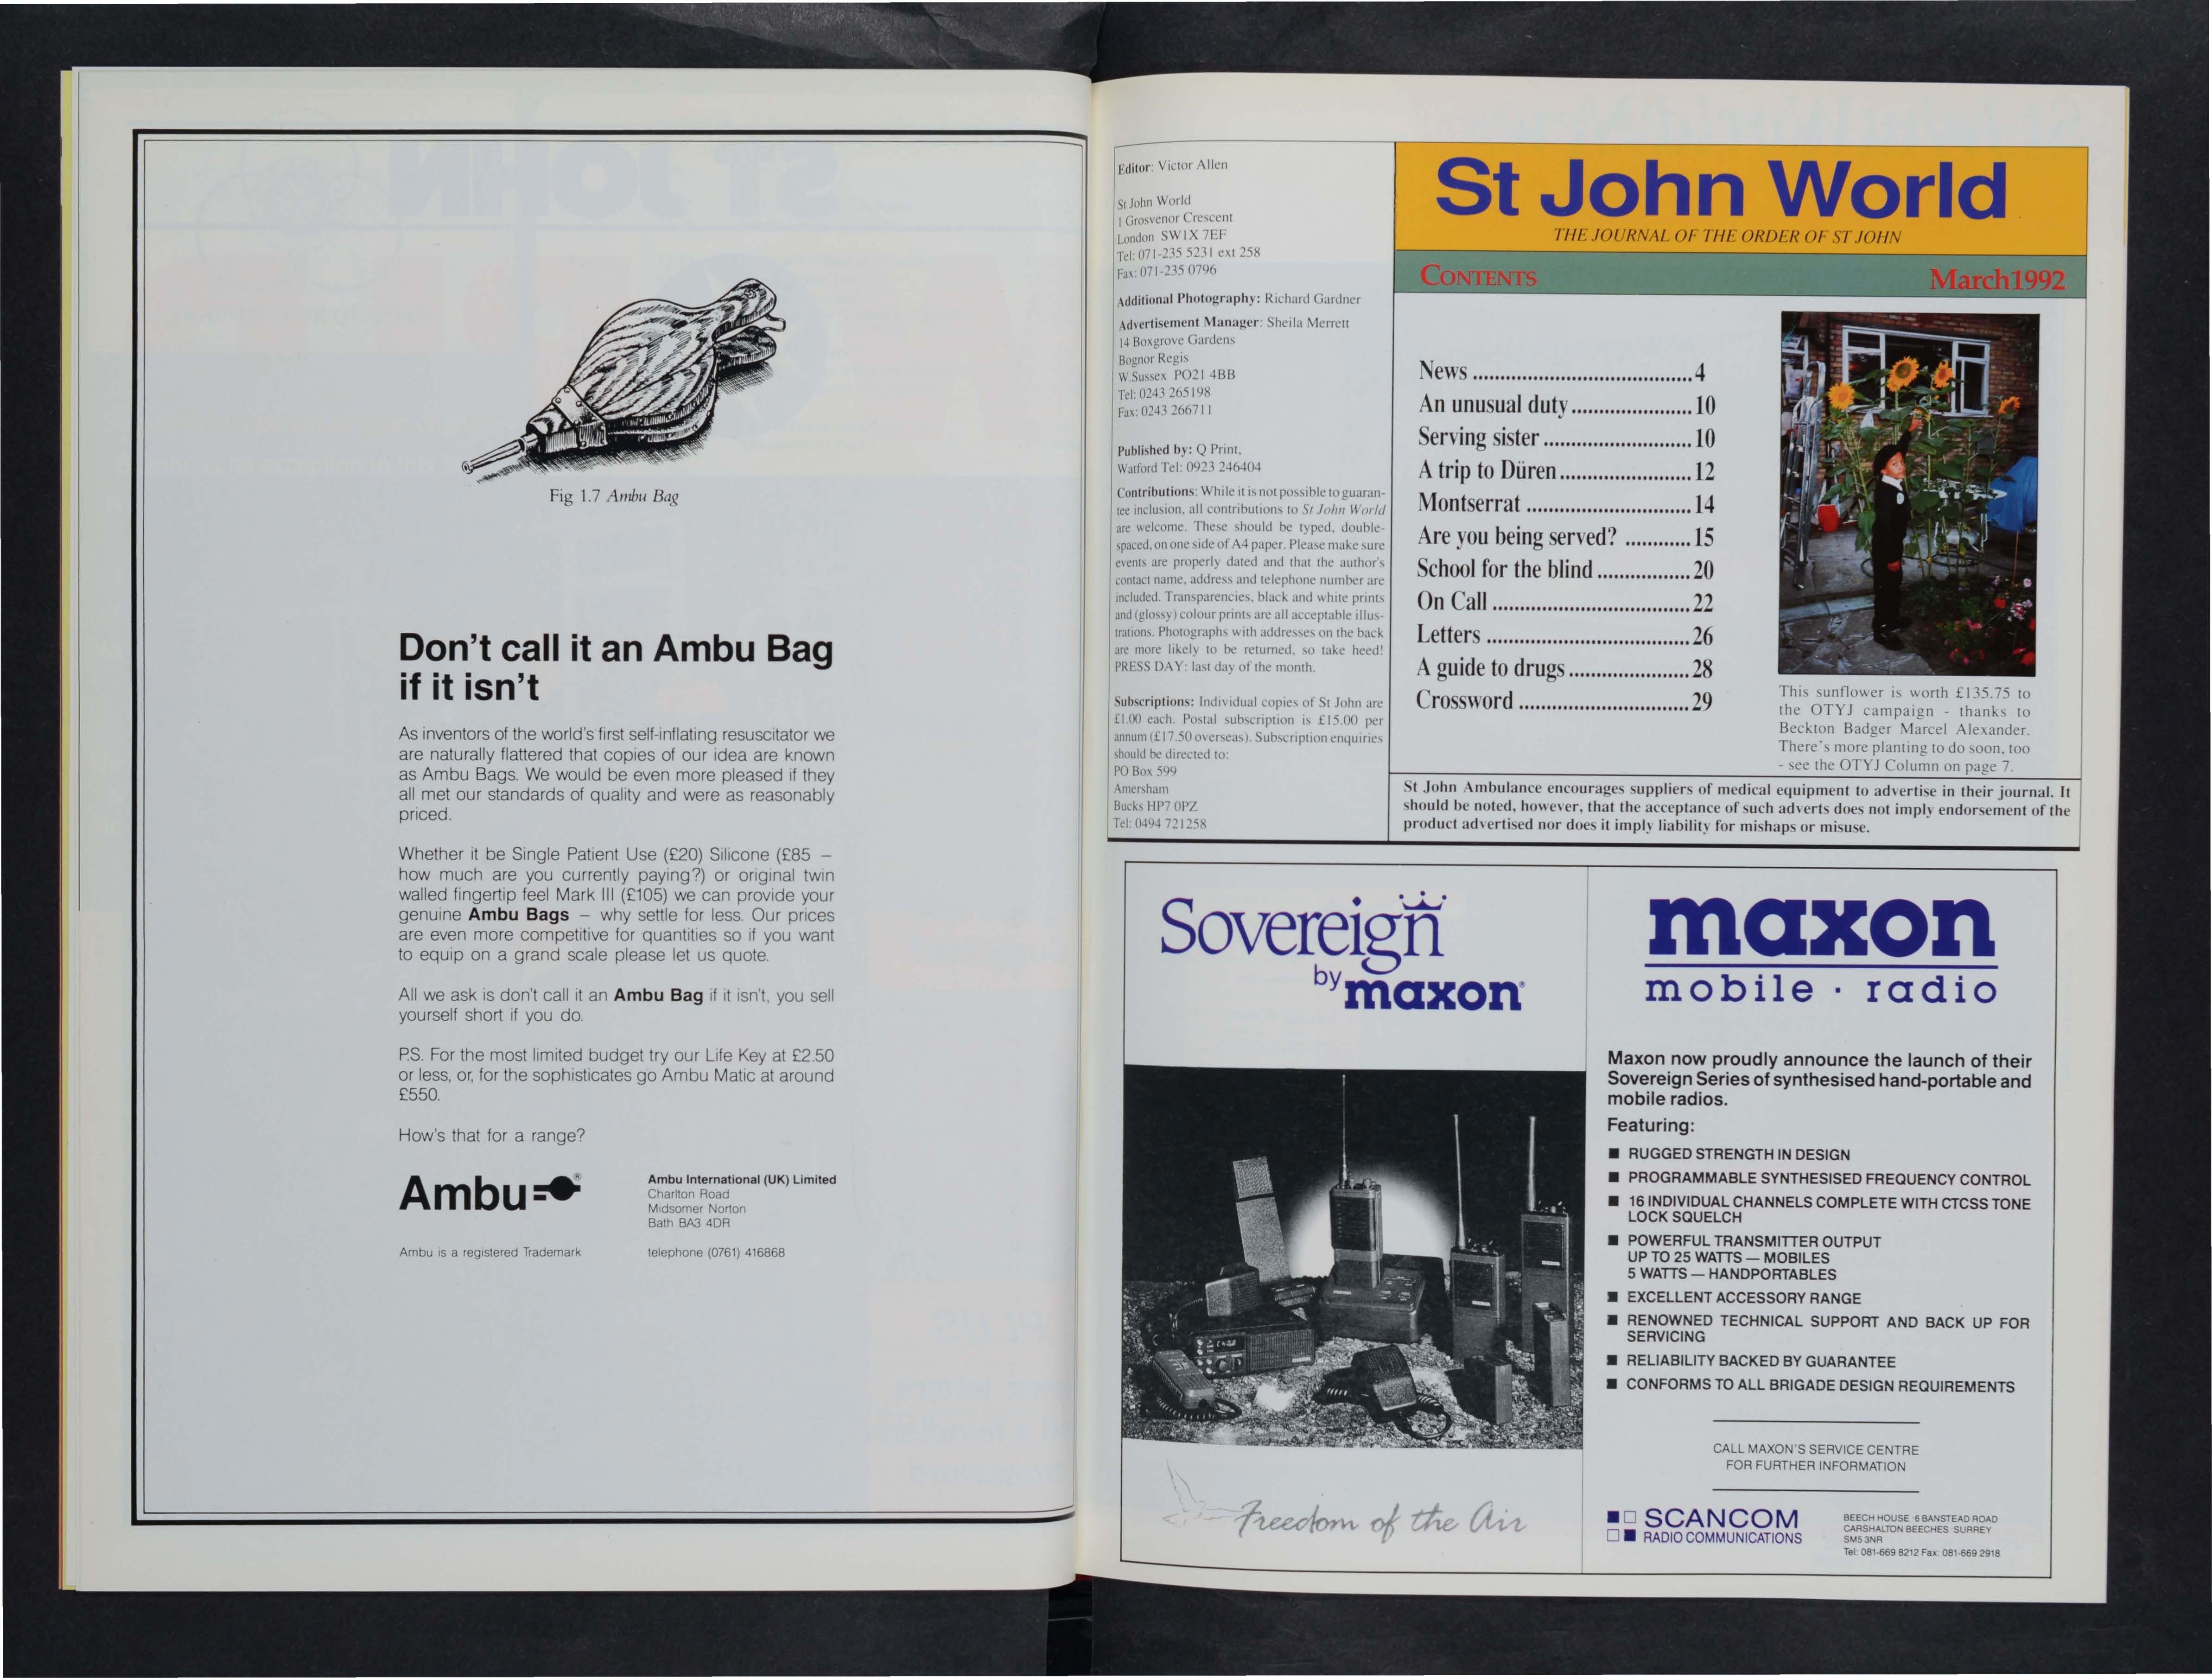 Fig 1.7 Ambu Bag
Don't call it an Ambu Bag
if it isn't
As inventors of the world's first self-inflating resuscitator we
are naturally flattered that copies of our idea are known
as Ambu Bags. We would be even more pleased if they
all met our standards of quality and were as reasonably
priced.
Whether it be Single Patient Use (£20) Silicone (£85 –
how much are you currently paying?) or original twin
walled fingertip feel Mark III (£105) we can provide your
genuine Ambu Bags – why settle for less. Our prices
are even more competitive for quantities so if you want
to equip on a grand scale please let us quote.
All we ask is don't call it an Ambu Bag if it isn't, you sell
yourself short if you do.
P.S. For the most limited budget try our Life Key at £2.50
or less, or, for the sophisticates go Ambu Matic at around
£550.
How's that for a range?
Ambu®
Ambu is a registered Trademark
Ambu International (UK) Limited
Charlton Road
Midsomer Norton
Bath BA3 4DR
telephone (0761) 416868
Editor: Victor Allen
St John World
1 Grosvenor Crescent
London SW1X 7EF
Tel: 071-235 5231 ext 258
Fax: 071-235 0796
Additional Photography: Richard Gardner
Advertisement Manager: Sheila Merrett
14 Boxgrove Gardens
Bognor Regis
W.Sussex PO21 4BB
Tel: 0243 265198
Fax: 0243 266711
Published by: Q Print,
Watford Tel: 0923 246404
Contributions: While it is not possible to guaran-
tee inclusion, all contributions to St John World
are welcome. These should be typed, double-
spaced, on one side of A4 paper. Please make sure
events are properly dated and that the author's
contact name, address and telephone number are
included. Transparencies, black and white prints
and (glossy) colour prints are all acceptable illus-
trations. Photographs with addresses on the back
are more likely to be returned, so take heed!
PRESS DAY: last day of the month.
Subscriptions: Individual copies of St John are
£1.00 each. Postal subscription is £15.00 per
annum (£17.50 overseas). Subscription enquiries
should be directed to:
PO Box 599
Amersham
Bucks HP7 0PZ
Tel: 0494 721258
St John World
THE JOURNAL OF THE ORDER OF ST JOHN
CONTENTS March1992
News ......................................... 4
An unusual duty...................... 10
Serving sister ........................... 10
A trip to Düren........................ 12
Montserrat .............................. 14
Are you being served? ............ 15
School for the blind ................. 20
On Call .................................... 22
Letters ..................................... 26
A guide to drugs...................... 28
Crossword ............................... 29
This sunflower is worth £135.75 to
the OTYJ campaign - thanks to
Beckton Badger Marcel Alexander.
There's more planting to do soon, too
- see the OTYJ Column on page 7.
St John Ambulance encourages suppliers of medical equipment to advertise in their journal. It
should be noted, however, that the acceptance of such adverts does not imply endorsement of the
product advertised nor does it imply liability for mishaps or misuse.
Sovereign
by maxon
Freedom of the Air
maxon
mobile · radio
Maxon now proudly announce the launch of their
Sovereign Series of synthesised hand-portable and
mobile radios.
Featuring:
■ RUGGED STRENGTH IN DESIGN
■ PROGRAMMABLE SYNTHESISED FREQUENCY CONTROL
■ 16 INDIVIDUAL CHANNELS COMPLETE WITH CTCSS TONE
LOCK SQUELCH
■ POWERFUL TRANSMITTER OUTPUT
UP TO 25 WATTS — MOBILES
5 WATTS — HANDPORTABLES
■ EXCELLENT ACCESSORY RANGE
■ RENOWNED TECHNICAL SUPPORT AND BACK UP FOR
SERVICING
■ RELIABILITY BACKED BY GUARANTEE
■ CONFORMS TO ALL BRIGADE DESIGN REQUIREMENTS
CALL MAXON'S SERVICE CENTRE
FOR FURTHER INFORMATION
SCANCOM
RADIO COMMUNICATIONS
BEECH HOUSE 6 BANSTEAD ROAD
CARSHALTON BEECHES SURREY
SM5 3NR
Tel: 081-669 8212 Fax: 081-669 2918